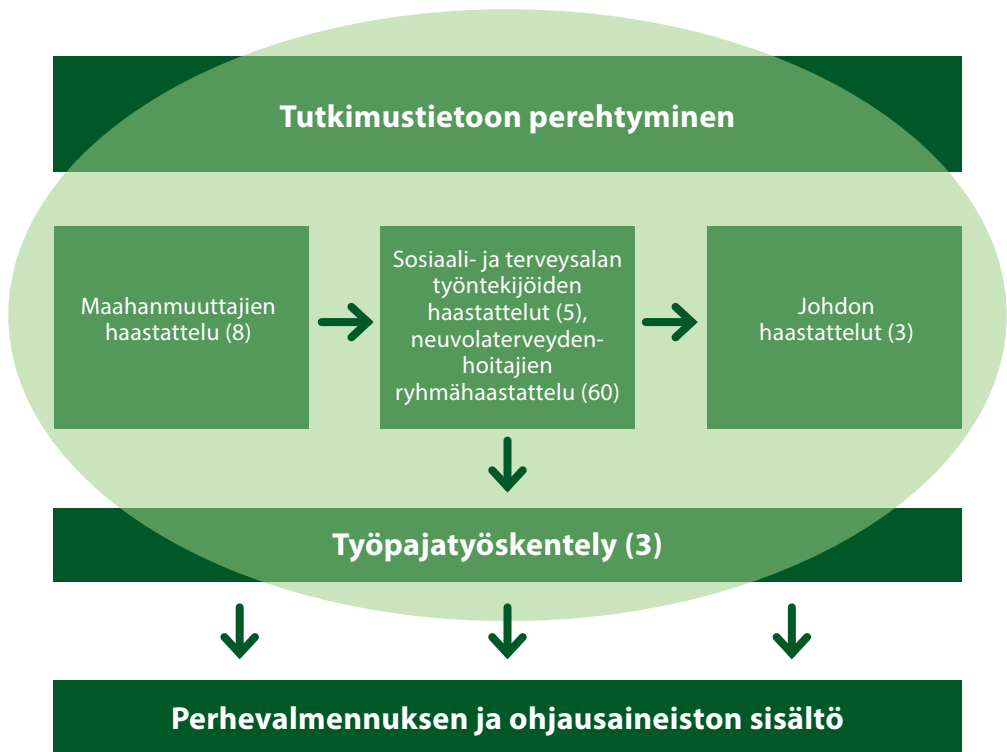 Tutkimustietoon perehtyminen
Maahanmuuttajien
haastattelu (8)
Sosiaali- ja terveysalan
työntekijöiden
haastattelut (5),
neuvolaterveyden-
hoitajien
ryhmähaastattelu (60)
Johdon
haastattelut (3)
Työpajatyöskentely (3)
Perhevalmennuksen ja ohjausaineiston sisältö